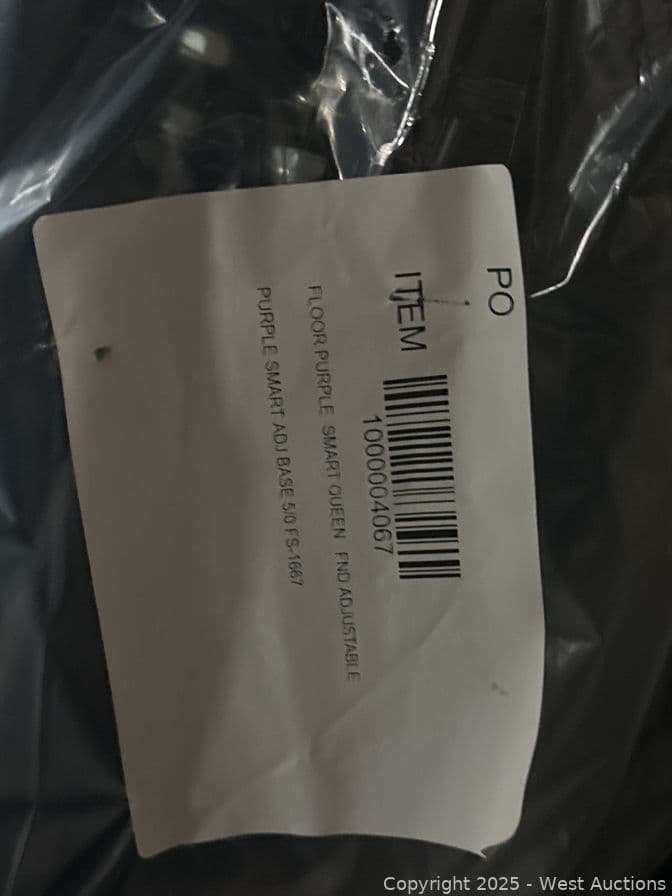 PO
ITEM
1000004067
FLOOR PURPLE SMART QUEEN FND ADJUSTABLE
PURPLE SMART ADJ BASE 5/0 FS-1667
Copyright © 2025 - West Auctions